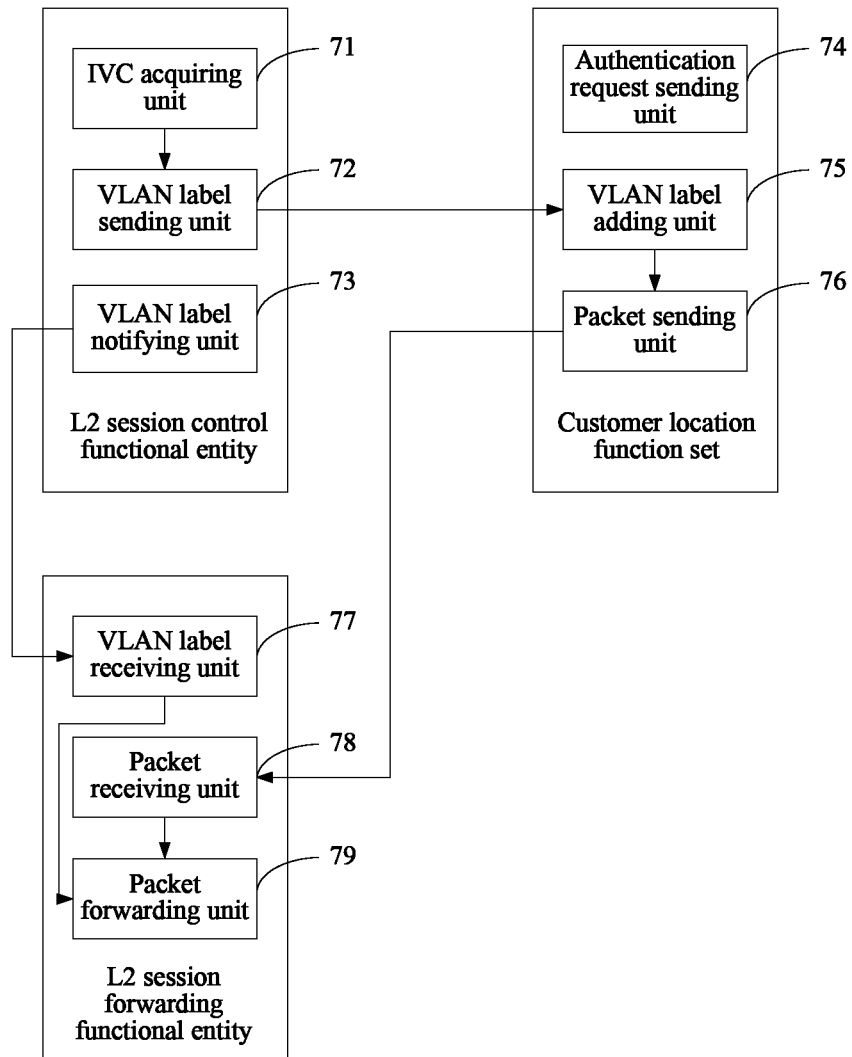 IVC acquiring
unit
71
VLAN label
sending unit
72
VLAN label
notifying unit
73
L2 session control
functional entity
Authentication
request sending
unit
74
VLAN label
adding unit
75
Packet sending
unit
76
Customer location
function set
VLAN label
receiving unit
77
Packet
receiving unit
78
Packet
forwarding unit
79
L2 session
forwarding
functional entity